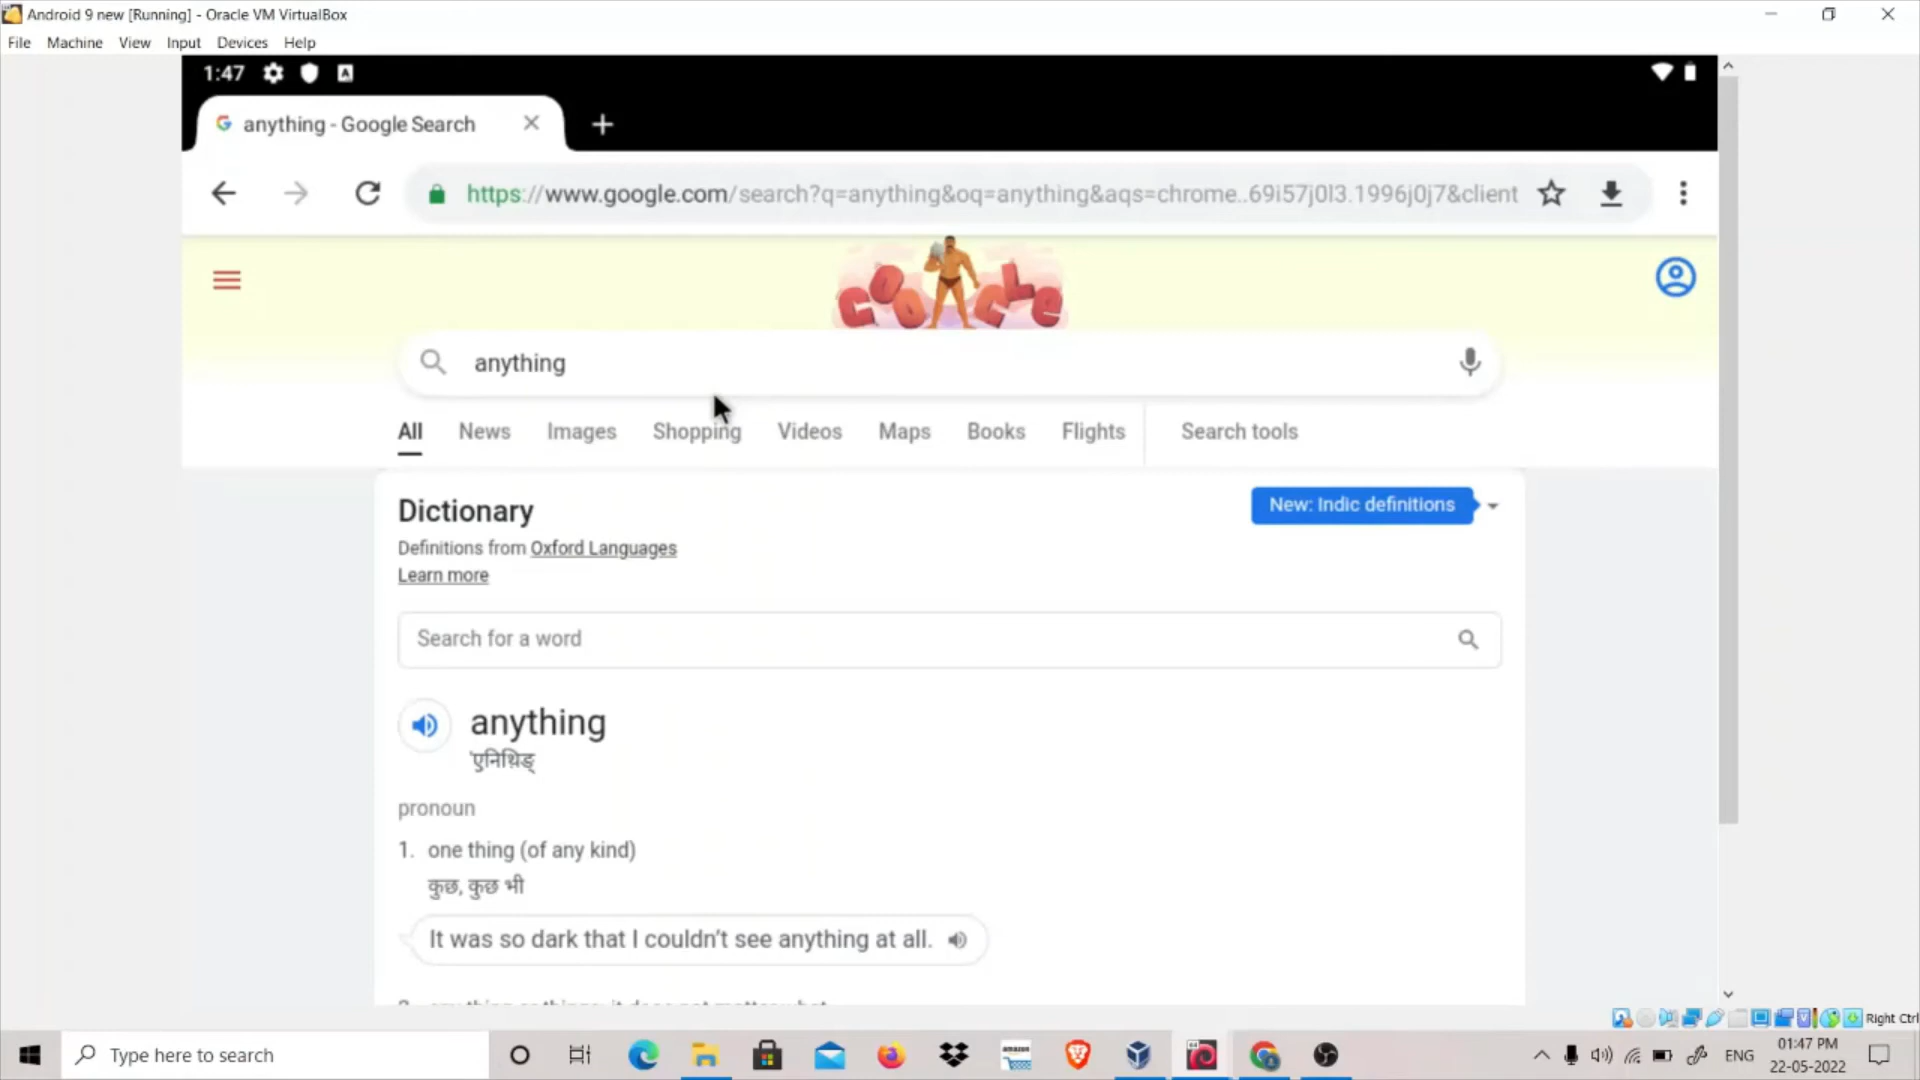 Android 9 new [Running] - Oracle VM VirtualBox
File Machine View Input Devices Help
1:47
anything - Google Search
https://www.google.com/search?q=anything&oq=anything&aqs=chrome..69i57j0l3.1996j0j7&client
GOOGLE
anything
All News Images Shopping Videos Maps Books Flights Search tools
Dictionary
New: Indic definitions
Definitions from Oxford Languages
Learn more
Search for a word
anything
ˈएनिथिङ्
pronoun
1. one thing (of any kind)
कुछ, कुछ भी
It was so dark that I couldn't see anything at all.
Right Ctrl
Type here to search
amazon
ENG
01:47 PM
22-05-2022